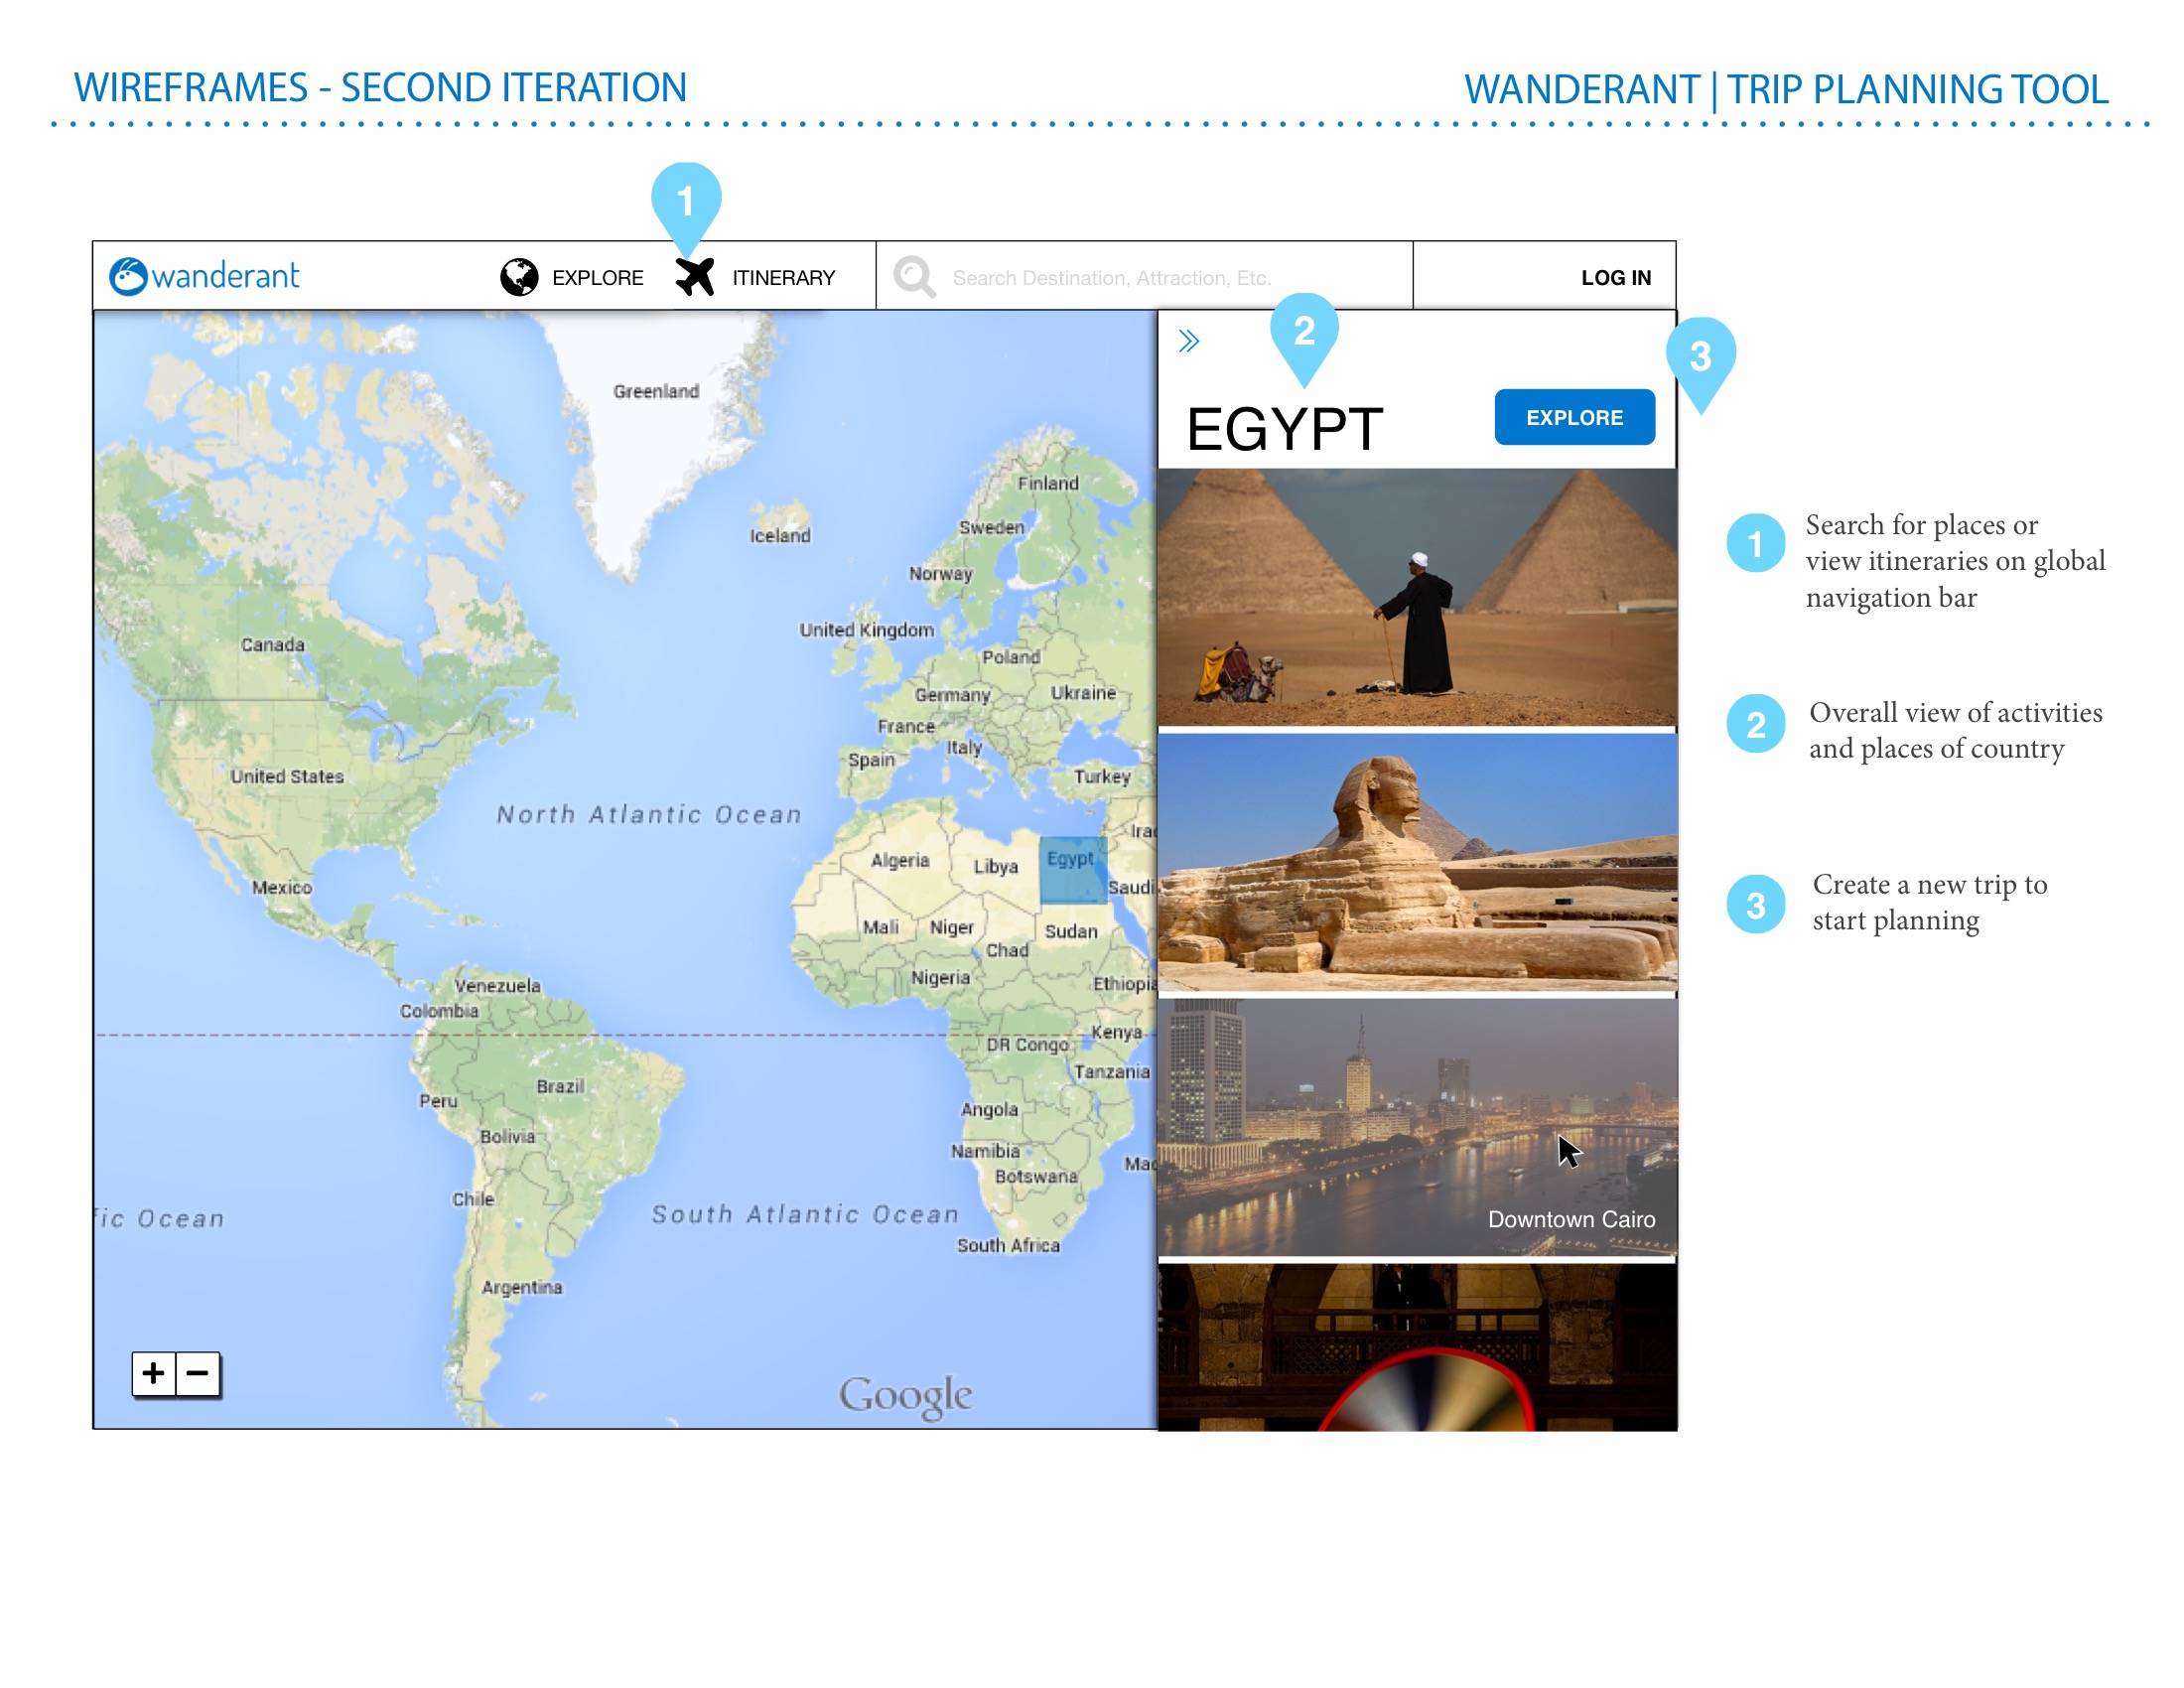 WIREFRAMES - SECOND ITERATION
WANDERANT | TRIP PLANNING TOOL
1
wanderant
EXPLORE
ITINERARY
Search Destination, Attraction, Etc.
LOG IN
2
3
EGYPT
EXPLORE
Greenland
Finland
Sweden
Iceland
Norway
United Kingdom
Canada
Poland
Germany
Ukraine
France
Italy
Spain
United States
Turkey
North Atlantic Ocean
Irac
Algeria
Libya
Egypt
Mexico
Saudi
Mali
Niger
Sudan
Chad
Nigeria
Ethiopia
Venezuela
Colombia
Kenya
DR Congo
Tanzania
Brazil
Peru
Angola
Bolivia
Namibia
Mac
Botswana
Chile
fic Ocean
South Atlantic Ocean
South Africa
Argentina
+ −
Google
Downtown Cairo
1
Search for places or
view itineraries on global
navigation bar
2
Overall view of activities
and places of country
3
Create a new trip to
start planning